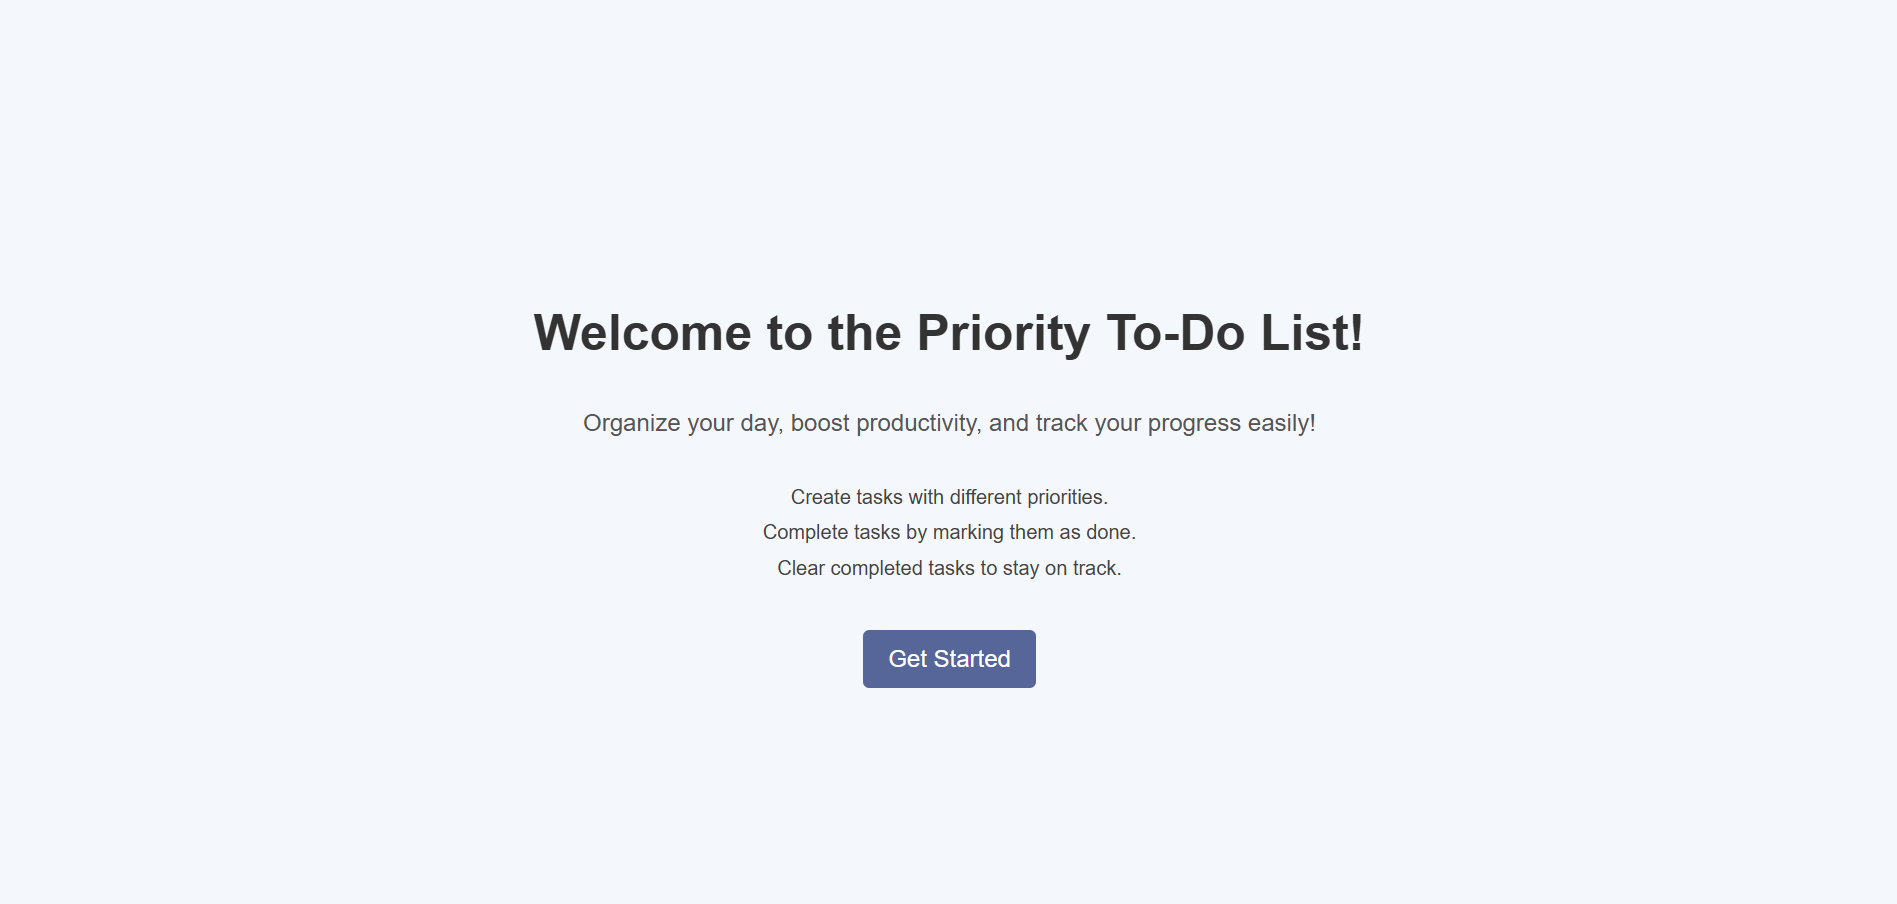 Welcome to the Priority To-Do List!
Organize your day, boost productivity, and track your progress easily!
Create tasks with different priorities.
Complete tasks by marking them as done.
Clear completed tasks to stay on track.
Get Started